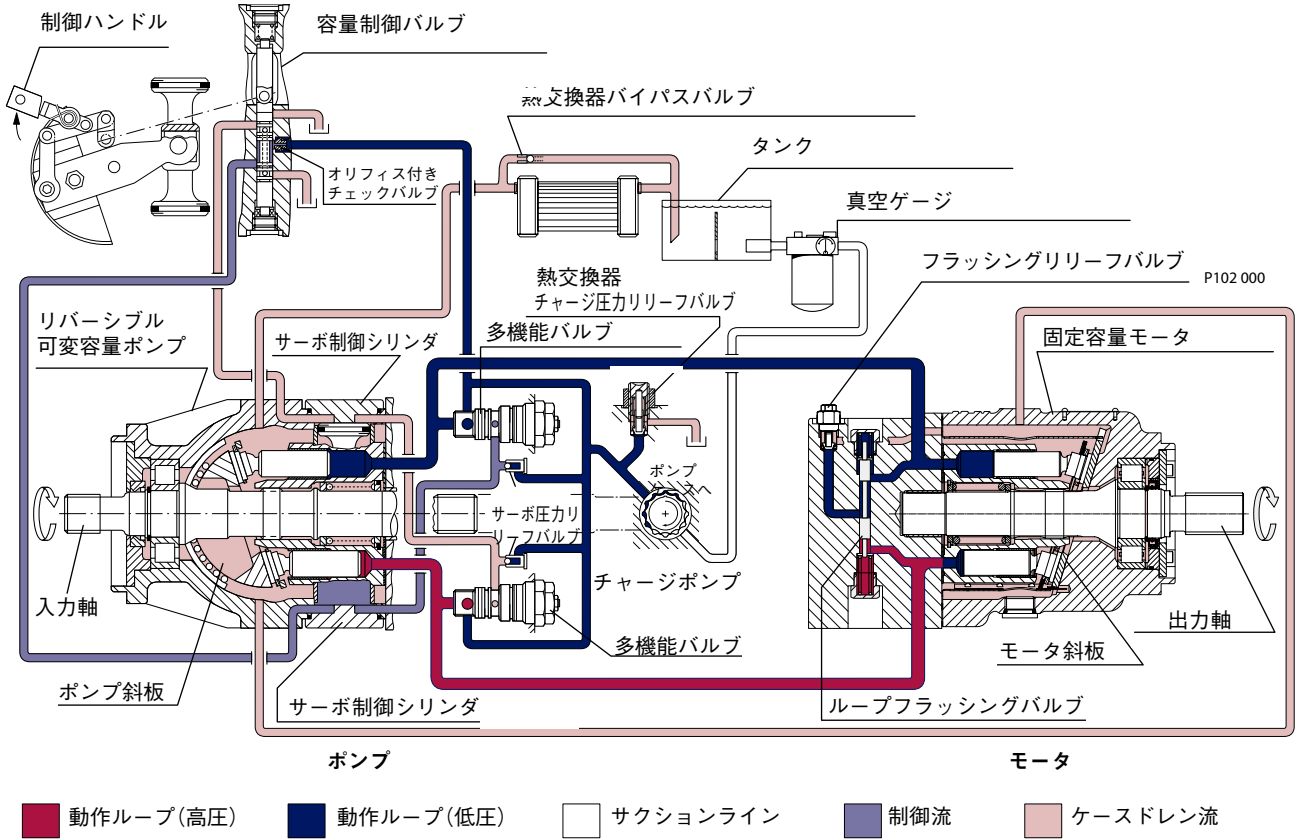 制御ハンドル
容量制御バルブ
熱交換器バイパスバルブ
タンク
オリフィス付き
チェックバルブ
真空ゲージ
フラッシングリリーフバルブ
P102 000
熱交換器
チャージ圧力リリーフバルブ
リバーシブル
可変容量ポンプ
サーボ制御シリンダ
多機能バルブ
固定容量モータ
ポンプ
サーボ圧力リ
リーフバルブ
チャージポンプ
入力軸
出力軸
多機能バルブ
モータ斜板
ポンプ斜板
サーボ制御シリンダ
ループフラッシングバルブ
ポンプ
モータ
動作ループ(高圧)
動作ループ(低圧)
サクションライン
制御流
ケースドレン流